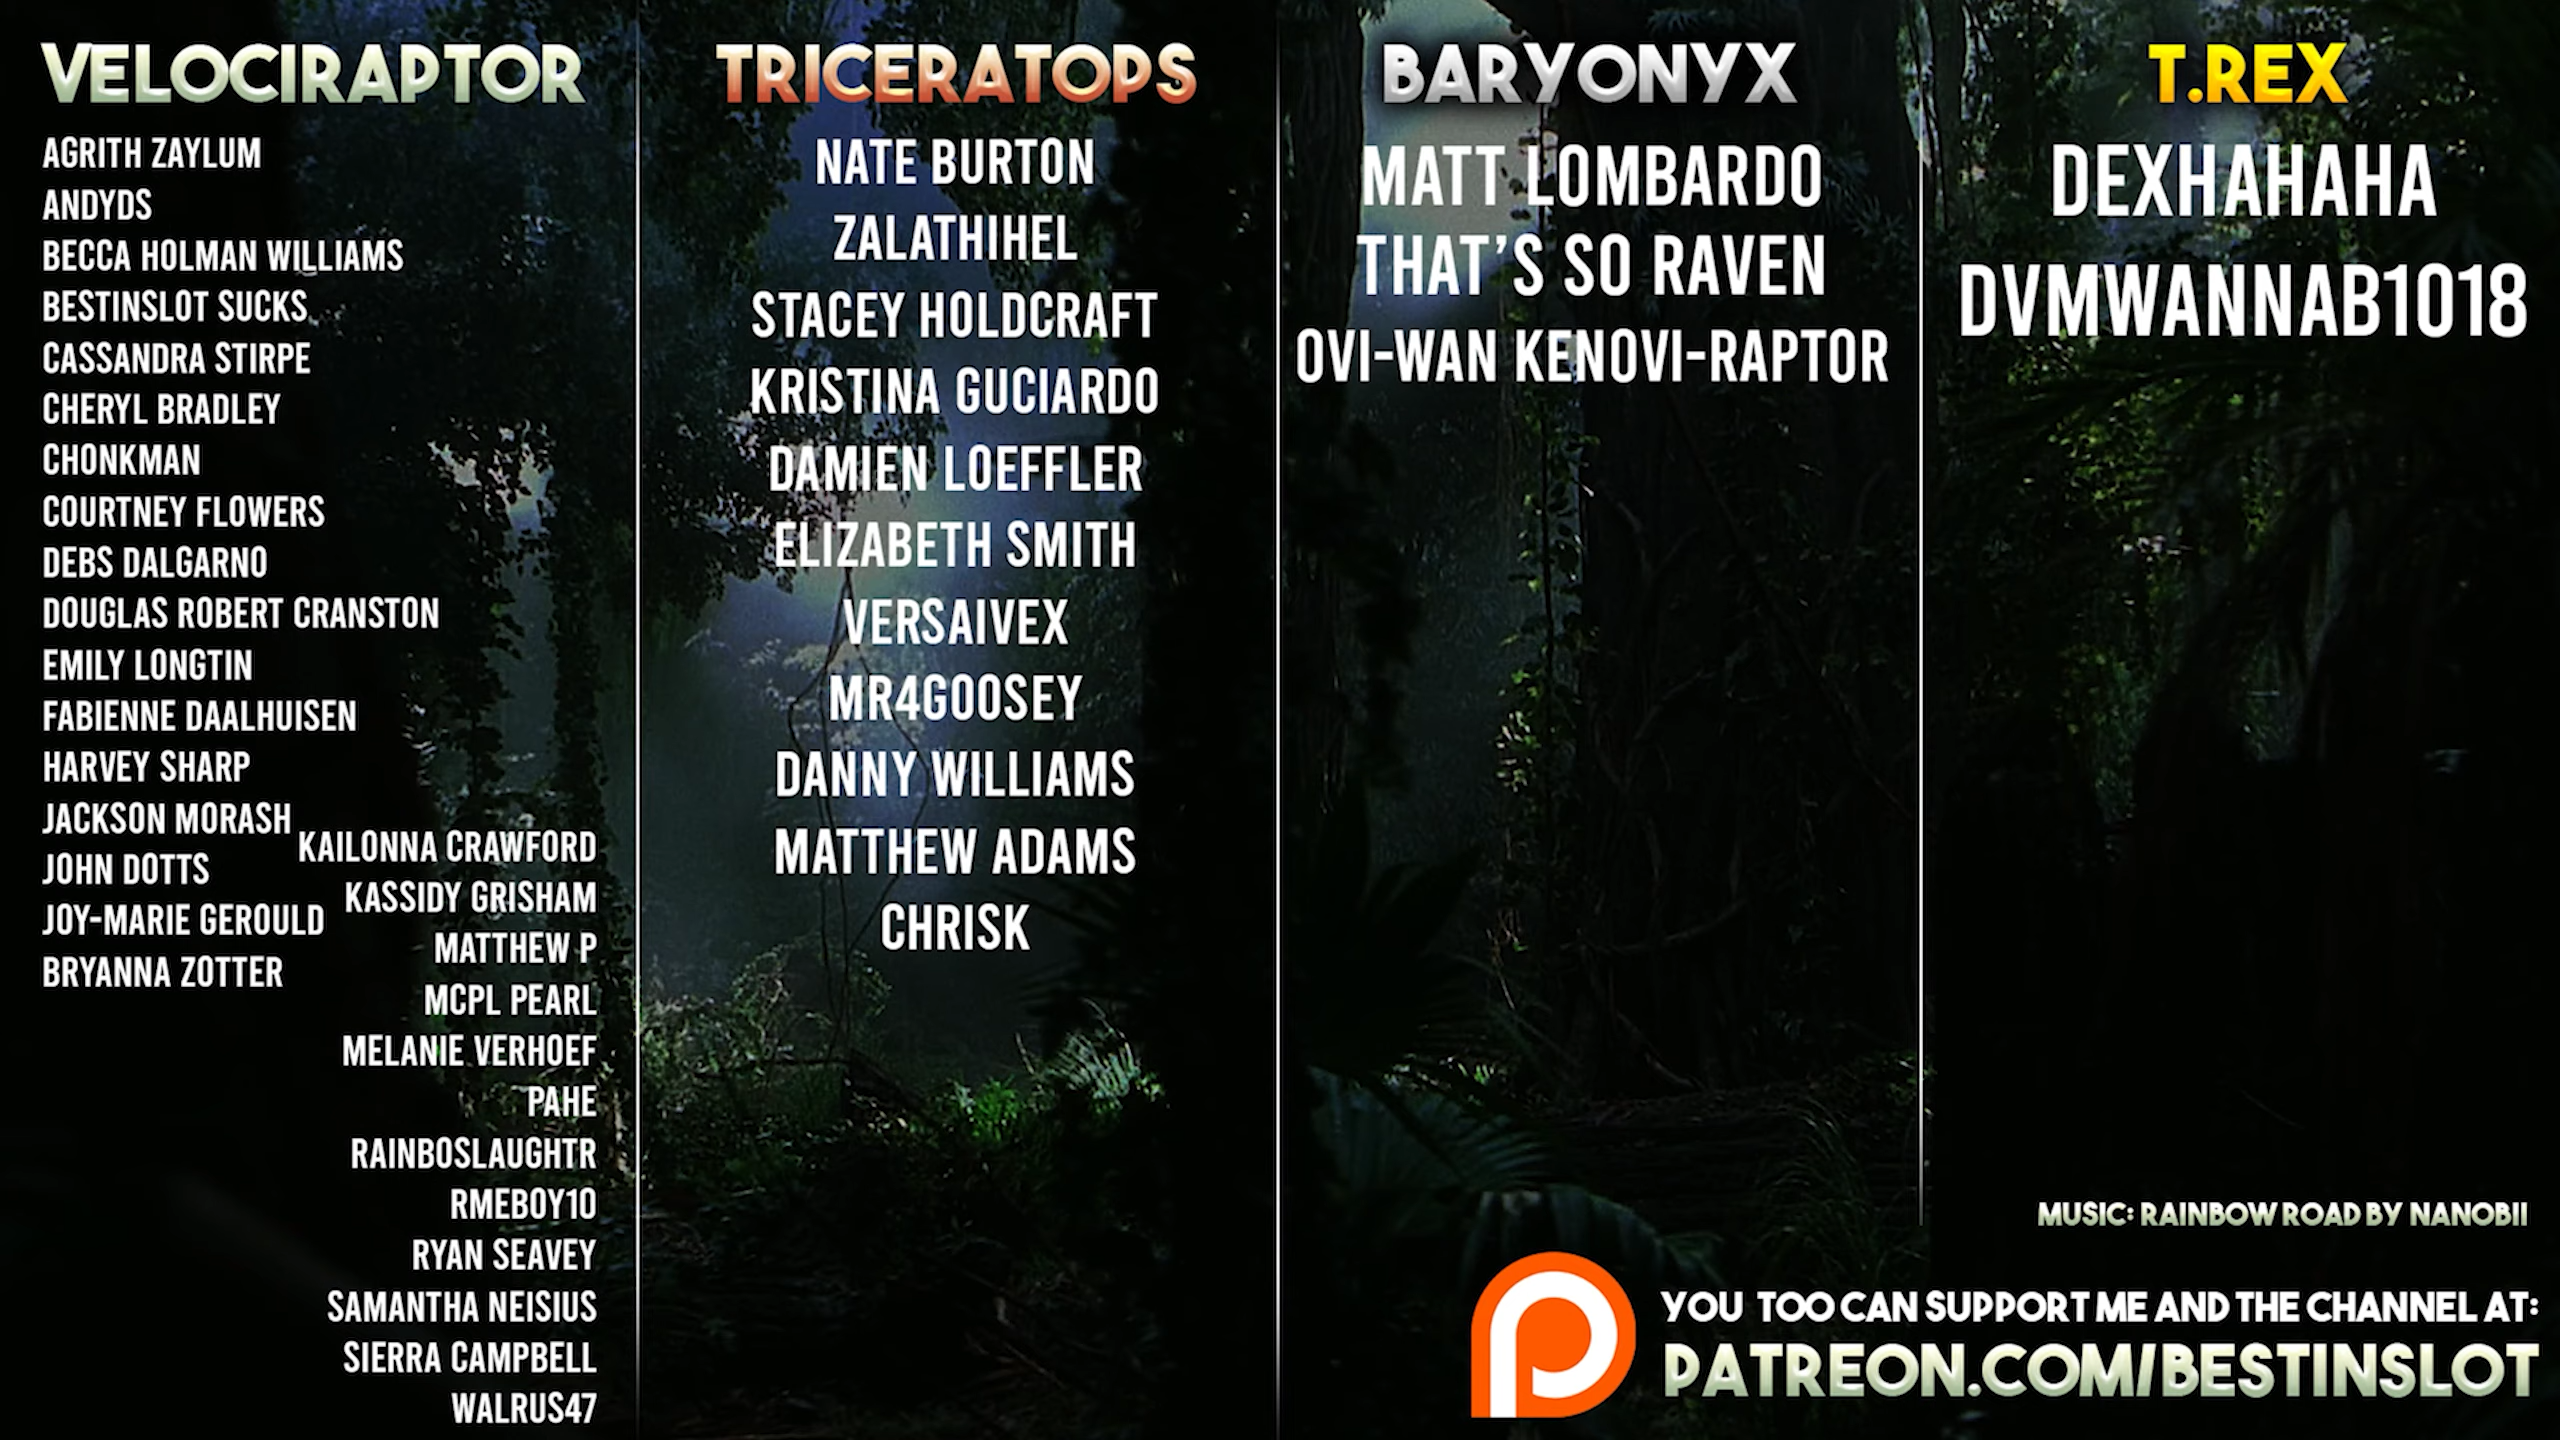 VELOCIRAPTOR
AGRITH ZAYLUM
ANDYDS
BECCA HOLMAN WILLIAMS
BESTINSLOT SUCKS
CASSANDRA STIRPE
CHERYL BRADLEY
CHONKMAN
COURTNEY FLOWERS
DEBS DALGARNO
DOUGLAS ROBERT CRANSTON
EMILY LONGTIN
FABIENNE DAALHUISEN
HARVEY SHARP
JACKSON MORASH
JOHN DOTTS
JOY-MARIE GEROULD
BRYANNA ZOTTER
KAILONNA CRAWFORD
KASSIDY GRISHAM
MATTHEW P
MCPL PEARL
MELANIE VERHOEF
PAHE
RAINBOSLAUGHTR
RMEBOY10
RYAN SEAVEY
SAMANTHA NEISIUS
SIERRA CAMPBELL
WALRUS47
TRICERATOPS
NATE BURTON
ZALATHIHEL
STACEY HOLDCRAFT
KRISTINA GUCIARDO
DAMIEN LOEFFLER
ELIZABETH SMITH
VERSAIVEX
MR4GOOSEY
DANNY WILLIAMS
MATTHEW ADAMS
CHRISK
BARYONYX
MATT LOMBARDO
THAT'S SO RAVEN
OVI-WAN KENOVI-RAPTOR
T.REX
DEXHAHAHA
DVMWANNAB1018
MUSIC: RAINBOW ROAD BY NANOBII
YOU TOO CAN SUPPORT ME AND THE CHANNEL AT:
PATREON.COM/BESTINSLOT